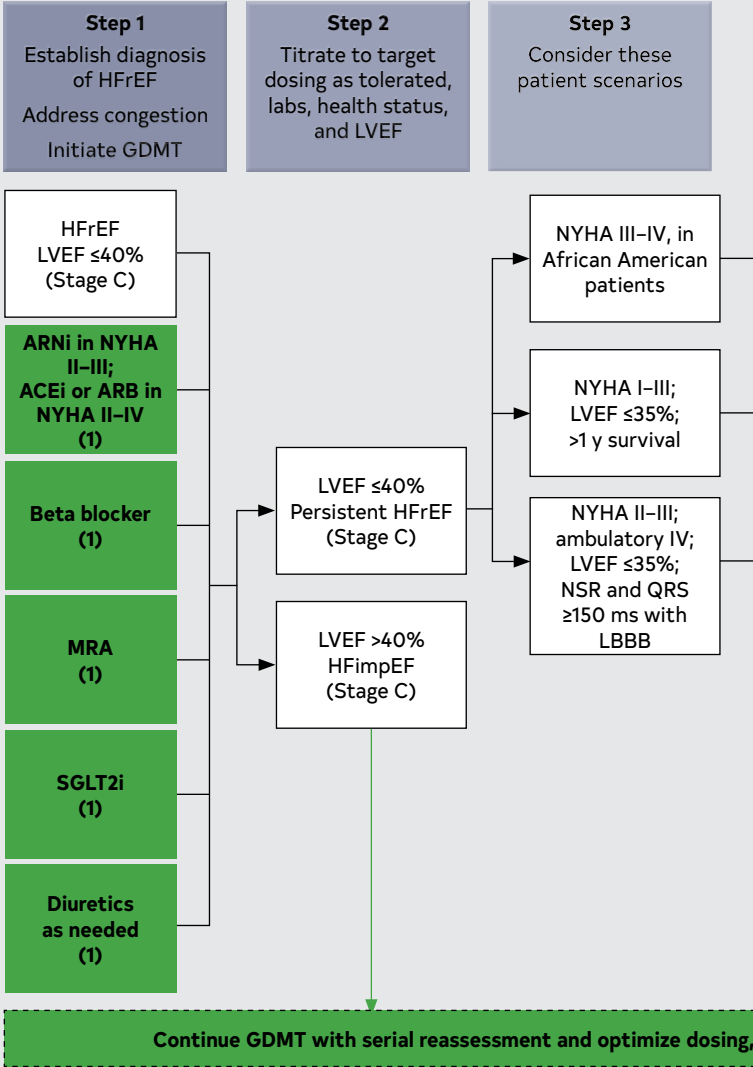 Step 1
Establish diagnosis
of HFrEF
Address congestion
Initiate GDMT
Step 2
Titrate to target
dosing as tolerated,
labs, health status,
and LVEF
Step 3
Consider these
patient scenarios
HFrEF
LVEF ≤40%
(Stage C)
ARNi in NYHA
II–III;
ACEi or ARB in
NYHA II–IV
(1)
Beta blocker
(1)
MRA
(1)
SGLT2i
(1)
Diuretics
as needed
(1)
LVEF ≤40%
Persistent HFrEF
(Stage C)
LVEF >40%
HFimpEF
(Stage C)
NYHA III–IV, in
African American
patients
NYHA I–III;
LVEF ≤35%;
>1 y survival
NYHA II–III;
ambulatory IV;
LVEF ≤35%;
NSR and QRS
≥150 ms with
LBBB
Continue GDMT with serial reassessment and optimize dosing,